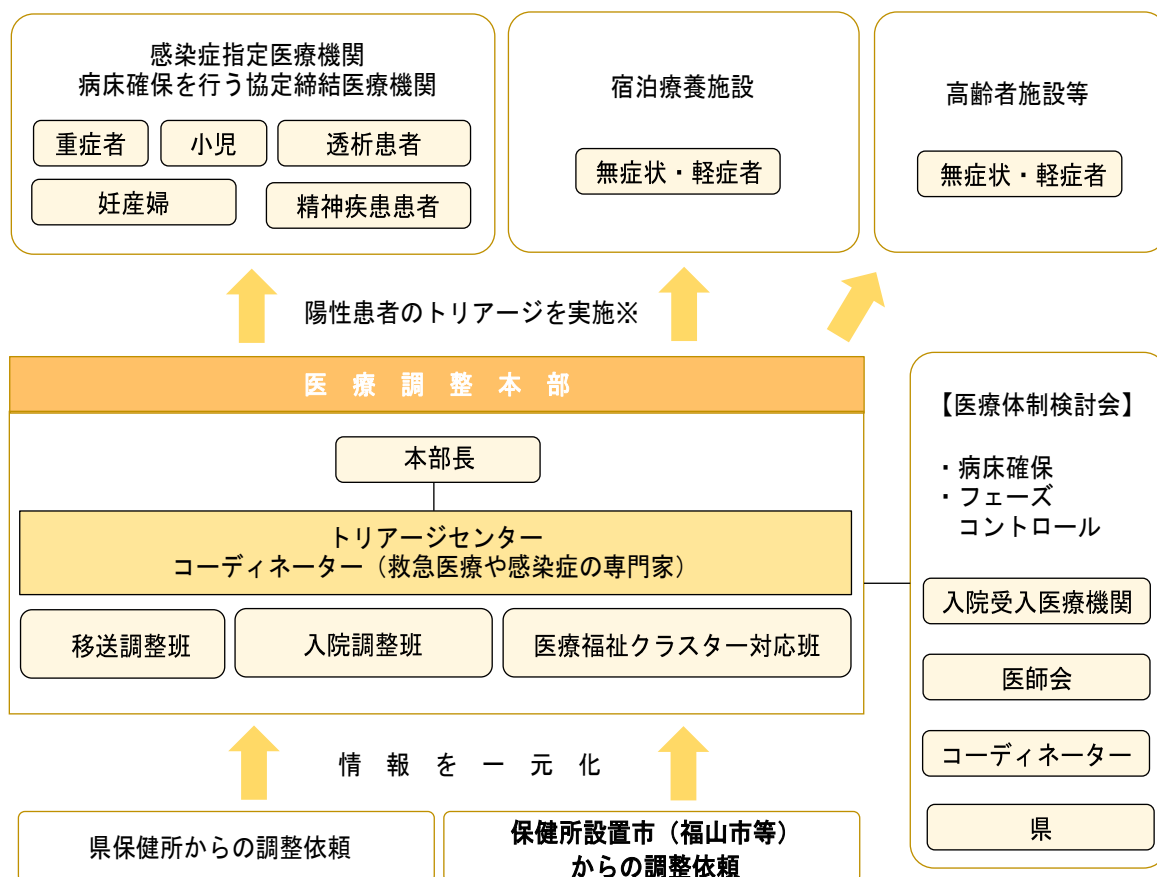 感染症指定医療機関
病床確保を行う協定締結医療機関
重症者
小児
透析患者
妊産婦
精神疾患患者
宿泊療養施設
無症状・軽症者
高齢者施設等
無症状・軽症者
陽性患者のトリアージを実施※
医療調整本部
本部長
トリアージセンター
コーディネーター（救急医療や感染症の専門家）
移送調整班
入院調整班
医療福祉クラスター対応班
【医療体制検討会】
・病床確保
・フェーズ
コントロール
入院受入医療機関
医師会
コーディネーター
県
情報を一元化
県保健所からの調整依頼
保健所設置市（福山市等）
からの調整依頼